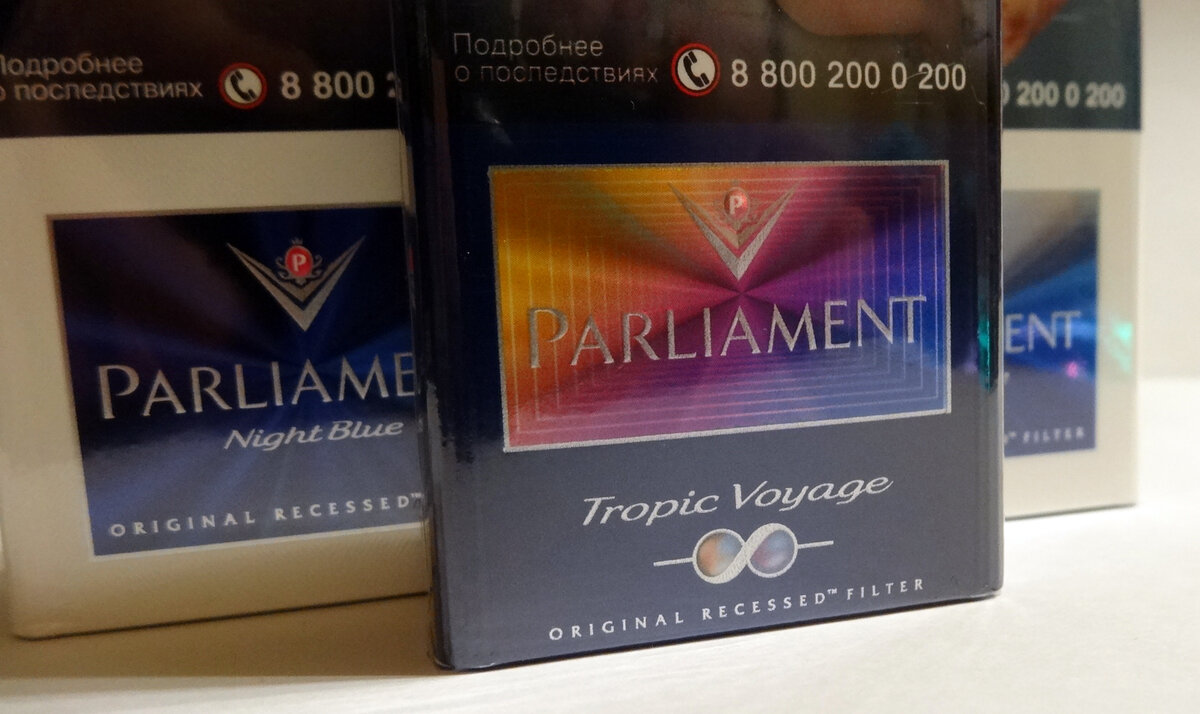 Подробнее
о последствиях
8 800
P
PARLIAME
Night Blue
ORIGINAL RECESSED™
Подробнее
о последствиях
8 800 200 0 200
P
PARLIAMENT
Tropic Voyage
ORIGINAL RECESSED™ FILTER
200 0 200
ENT
FILTER